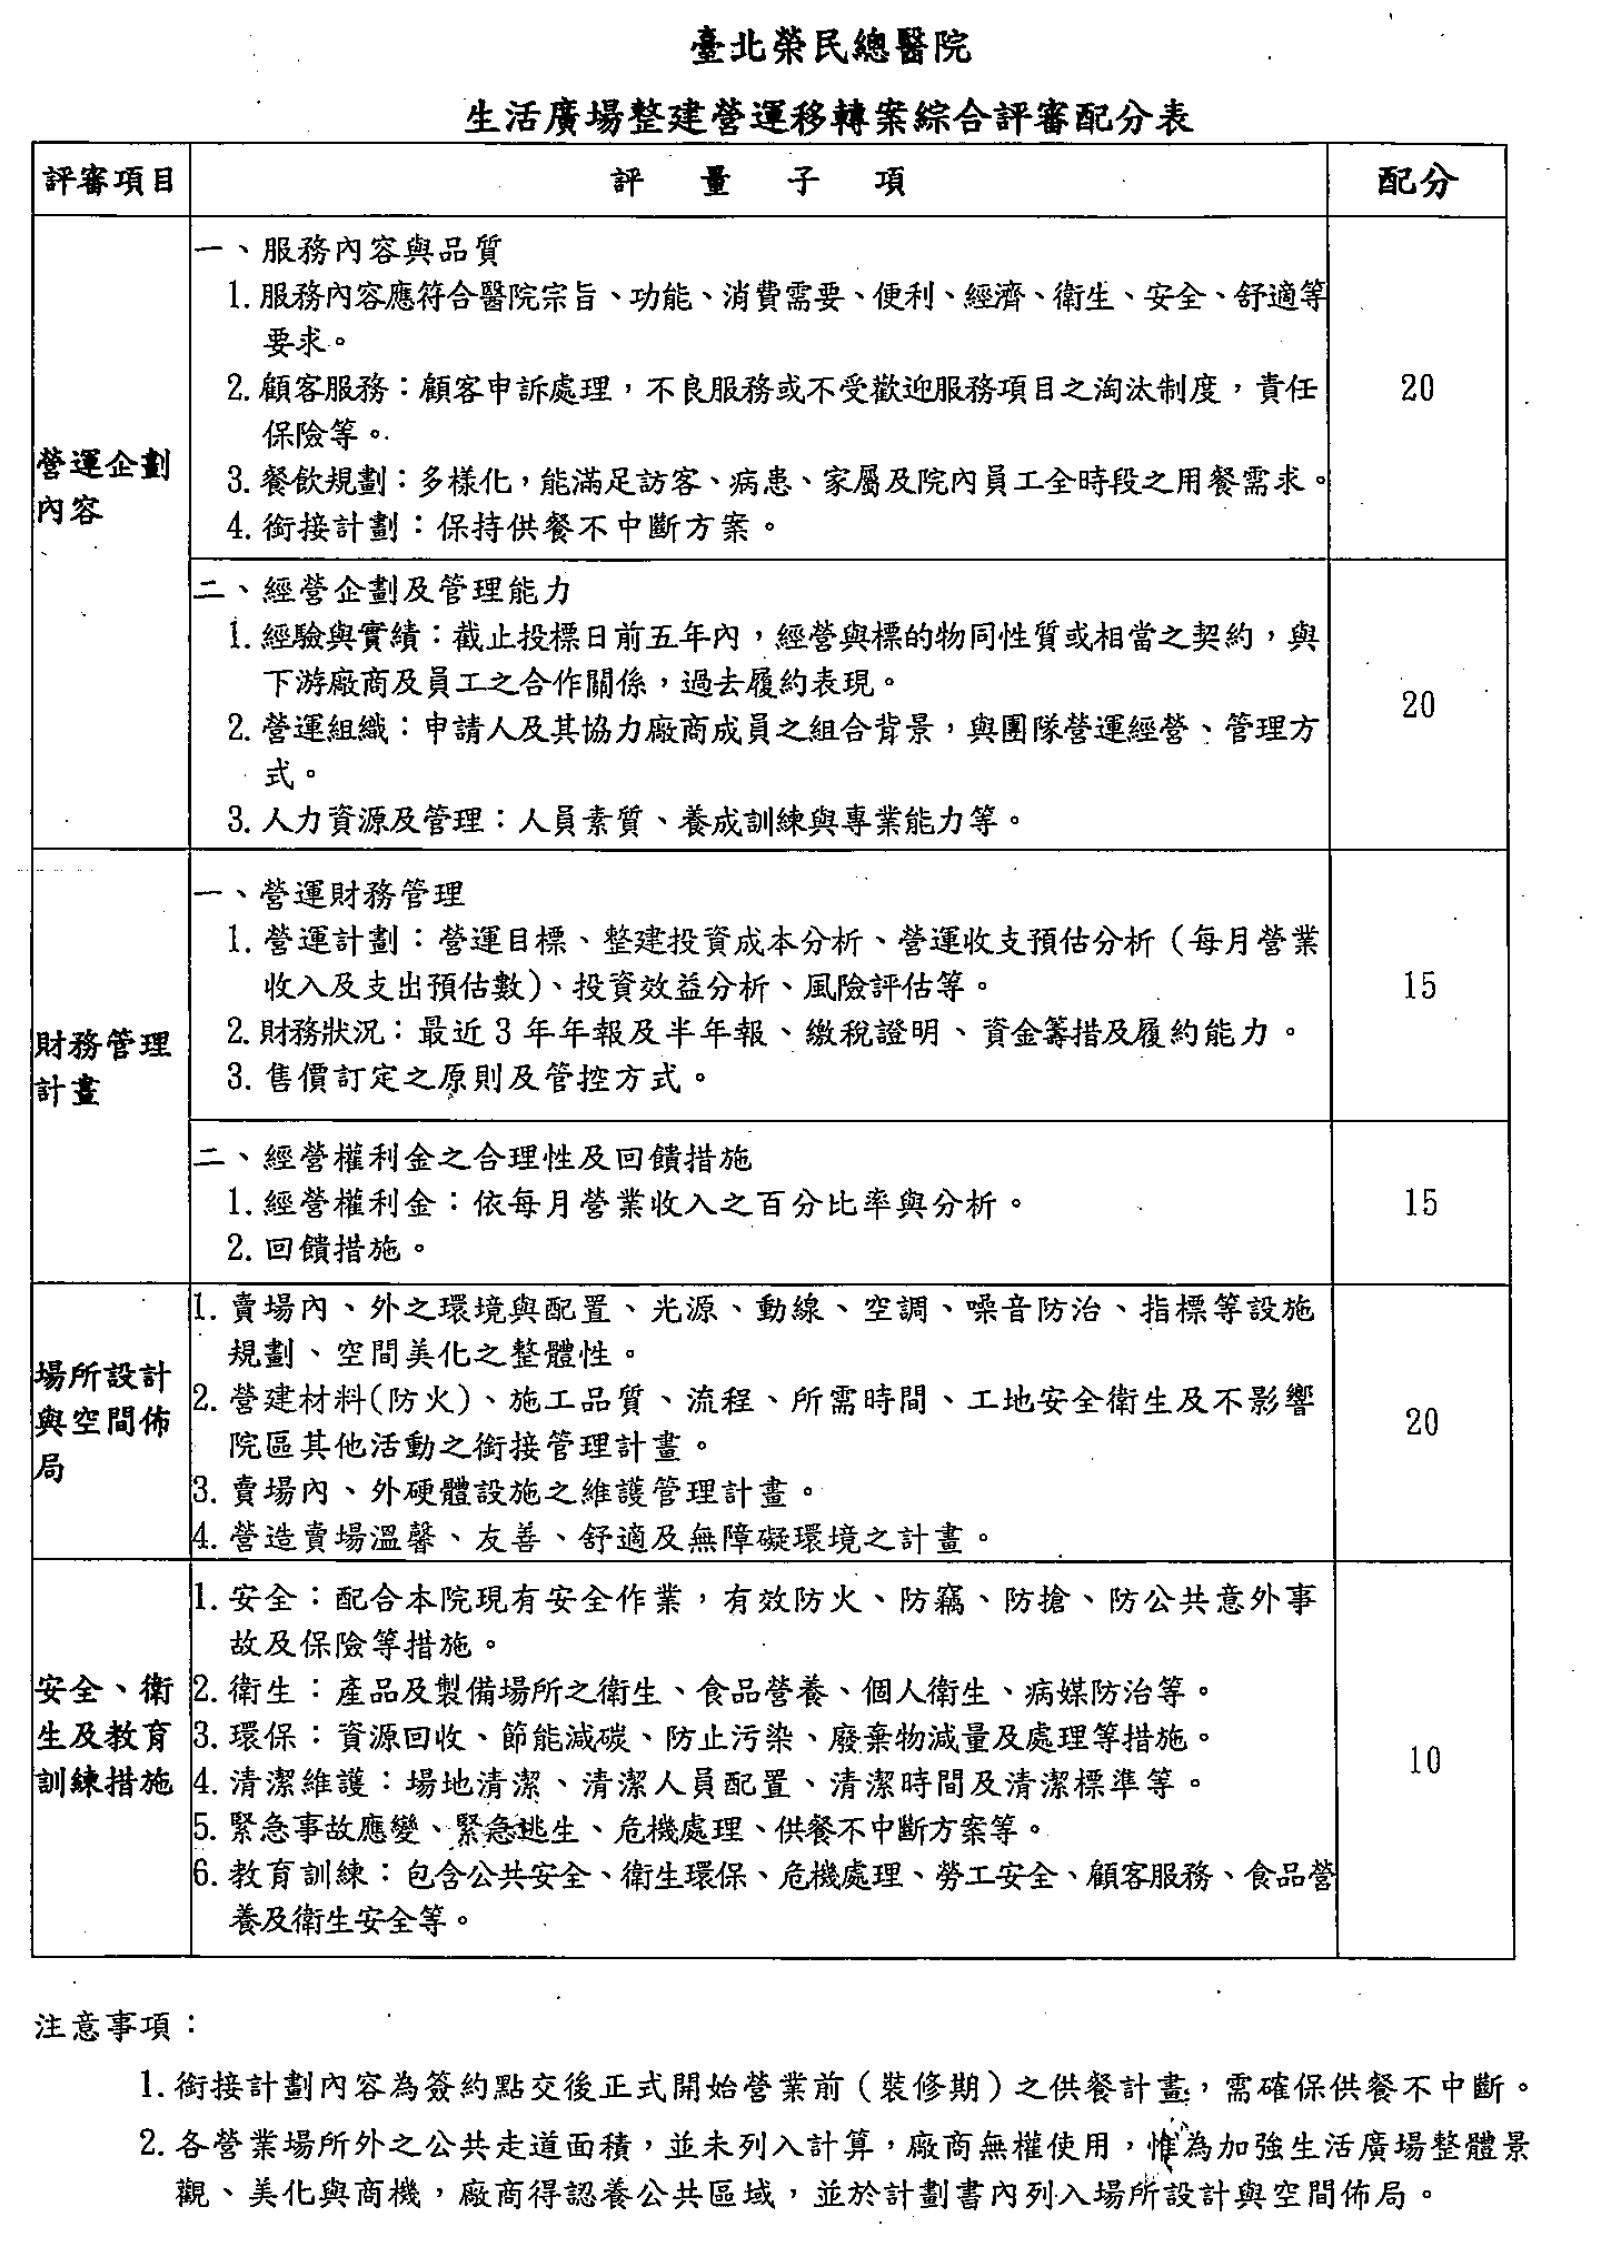 臺北榮民總醫院
生活廣場整建營運移轉案綜合評審配分表
評審項目 評量子項 配分
一、服務內容與品質
1.服務內容應符合醫院宗旨、功能、消費需要、便利、經濟、衛生、安全、舒適等
要求。
2.顧客服務：顧客申訴處理，不良服務或不受歡迎服務項目之淘汰制度，責任
保險等。
3.餐飲規劃：多樣化，能滿足訪客、病患、家屬及院內員工全時段之用餐需求。
4.銜接計劃：保持供餐不中斷方案。
20
營運企劃
內容
二、經營企劃及管理能力
1.經驗與實績：截止投標日前五年內，經營與標的物同性質或相當之契約，與
下游廠商及員工之合作關係，過去履約表現。
2.營運組織：申請人及其協力廠商成員之組合背景，與團隊營運經營、管理方
式。
3.人力資源及管理：人員素質、養成訓練與專業能力等。
20
財務管理
計畫
一、營運財務管理
1.營運計劃：營運目標、整建投資成本分析、營運收支預估分析（每月營業
收入及支出預估數）、投資效益分析、風險評估等。
2.財務狀況：最近3年年報及半年報、繳稅證明、資金籌措及履約能力。
3.售價訂定之原則及管控方式。
15
二、經營權利金之合理性及回饋措施
1.經營權利金：依每月營業收入之百分比率與分析。
2.回饋措施。
15
場所設計
與空間佈
局
1.賣場內、外之環境與配置、光源、動線、空調、噪音防治、指標等設施
規劃、空間美化之整體性。
2.營建材料(防火)、施工品質、流程、所需時間、工地安全衛生及不影響
院區其他活動之銜接管理計畫。
3.賣場內、外硬體設施之維護管理計畫。
4.營造賣場溫馨、友善、舒適及無障礙環境之計畫。
20
安全、衛
生及教育
訓練措施
1.安全：配合本院現有安全作業，有效防火、防竊、防搶、防公共意外事
故及保險等措施。
2.衛生：產品及製備場所之衛生、食品營養、個人衛生、病媒防治等。
3.環保：資源回收、節能減碳、防止污染、廢棄物減量及處理等措施。
4.清潔維護：場地清潔、清潔人員配置、清潔時間及清潔標準等。
5.緊急事故應變、緊急逃生、危機處理、供餐不中斷方案等。
6.教育訓練：包含公共安全、衛生環保、危機處理、勞工安全、顧客服務、食品營
養及衛生安全等。
10
注意事項：
1.銜接計劃內容為簽約點交後正式開始營業前（裝修期）之供餐計畫，需確保供餐不中斷。
2.各營業場所外之公共走道面積，並未列入計算，廠商無權使用，惟為加強生活廣場整體景
觀、美化與商機，廠商得認養公共區域，並於計劃書內列入場所設計與空間佈局。